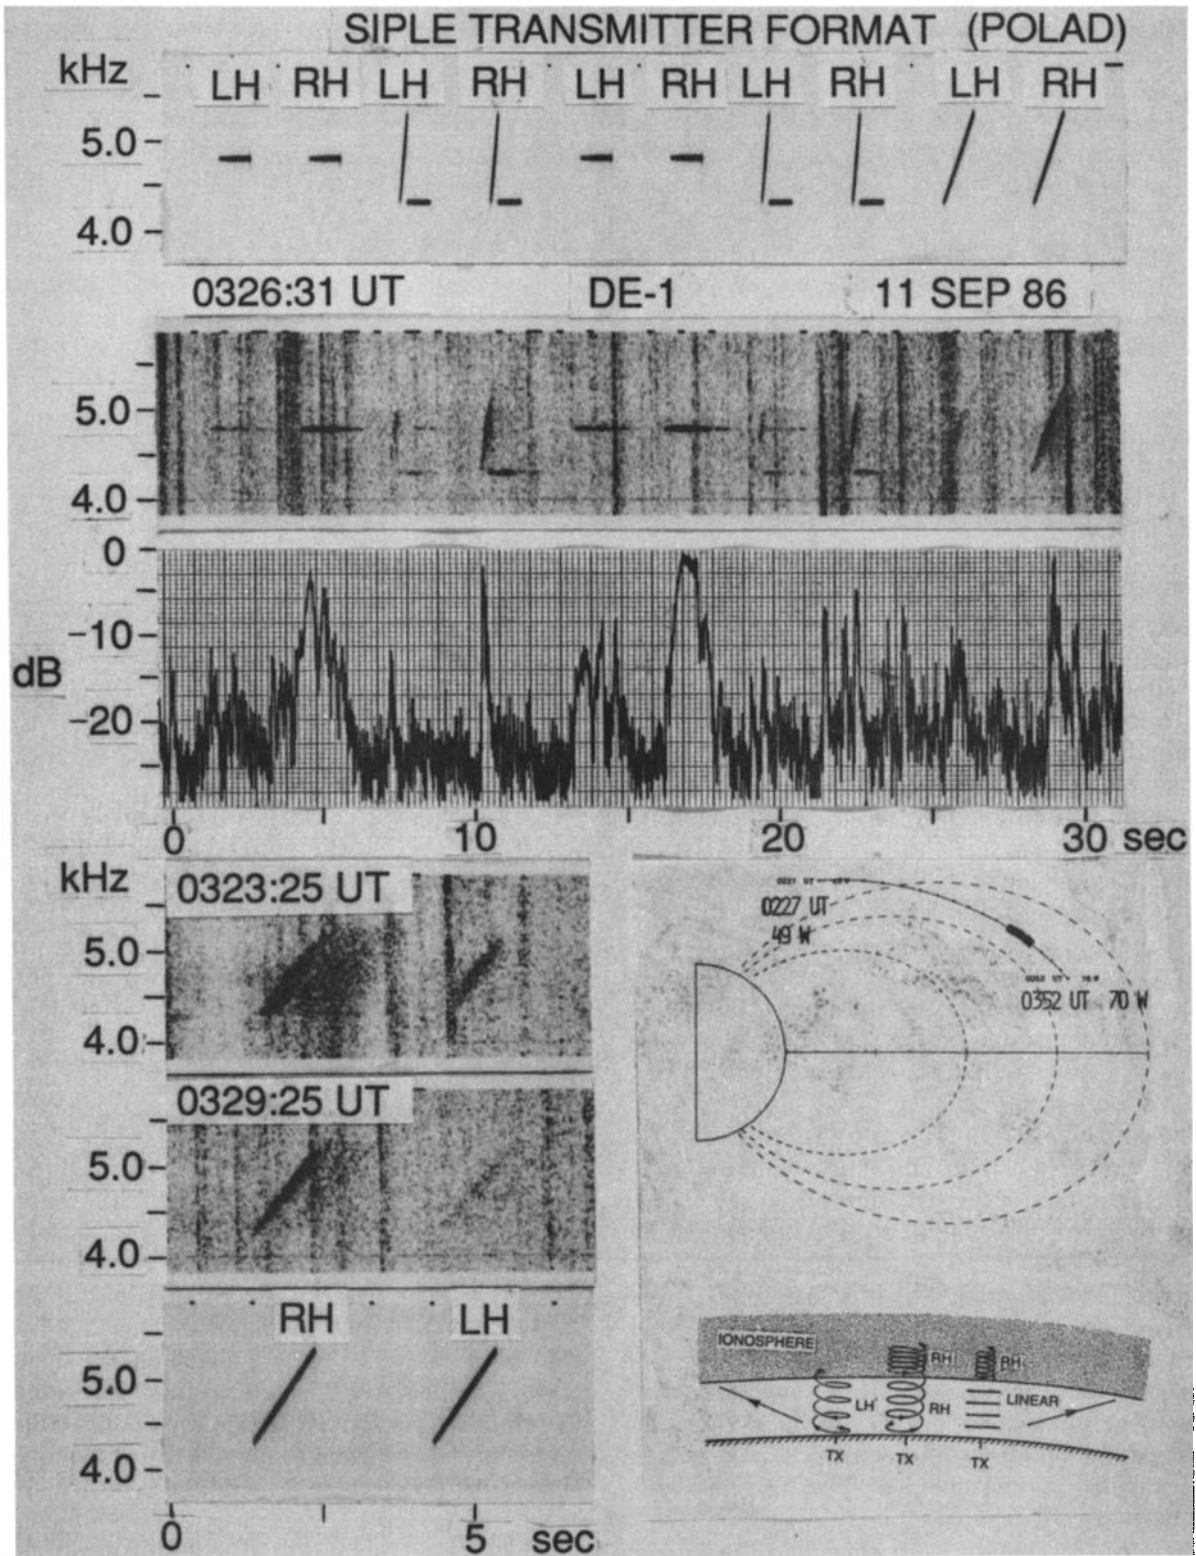 SIPLE TRANSMITTER FORMAT (POLAD)
kHz
LH RH LH RH LH RH LH RH LH RH
5.0
4.0
0326:31 UT DE-1 11 SEP 86
5.0
4.0
0
-10
dB
-20
0 10 20 30 sec
kHz
0323:25 UT
5.0
4.0
0329:25 UT
5.0
4.0
RH LH
5.0
4.0
0 5 sec
0227 UT
49 W
0352 UT 70 W
IONOSPHERE
RH RH
LH RH LINEAR
TX TX TX